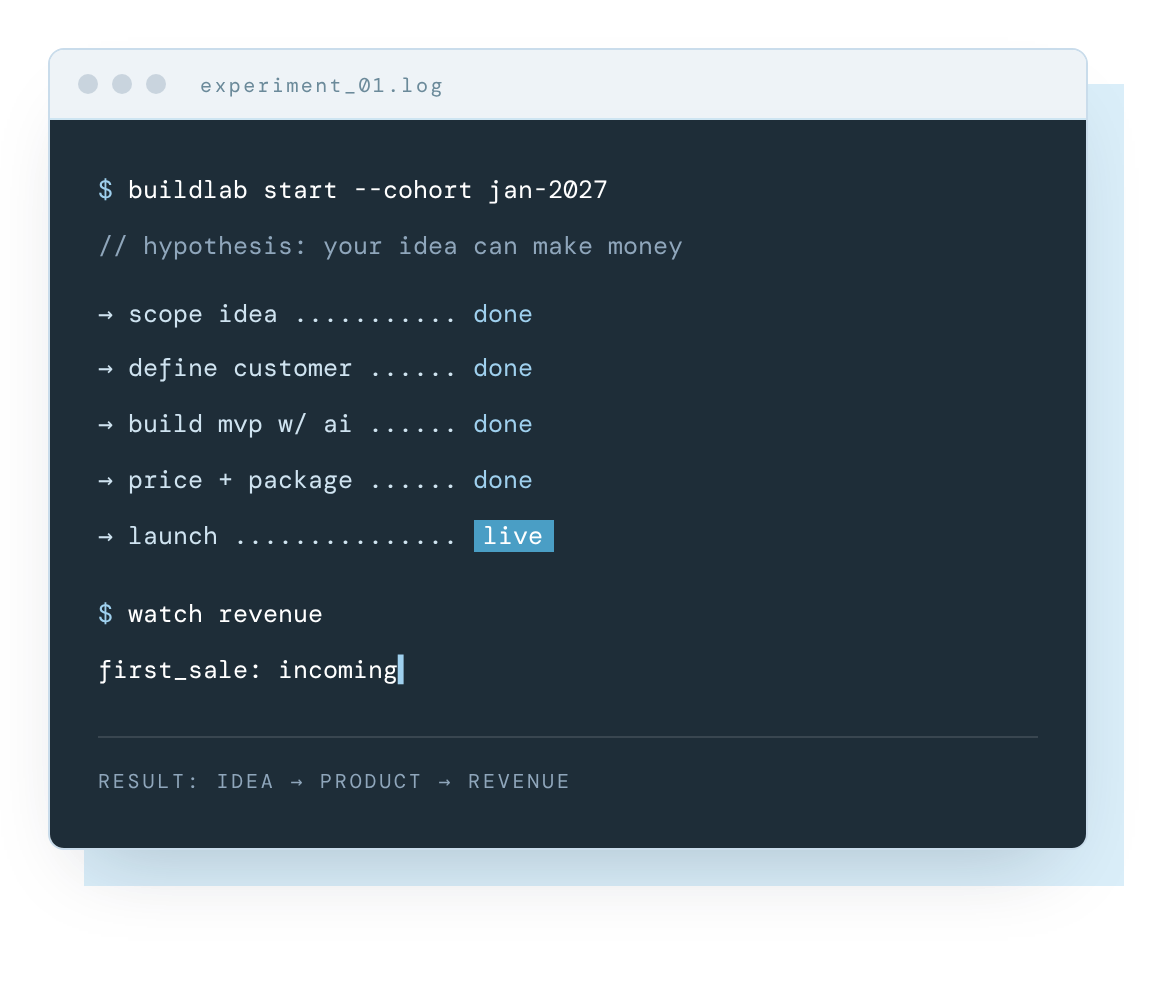 experiment_01.log
$ buildlab start --cohort jan-2027
// hypothesis: your idea can make money
→ scope idea ........... done
→ define customer ...... done
→ build mvp w/ ai ...... done
→ price + package ...... done
→ launch ............... live
$ watch revenue
first_sale: incoming
RESULT: IDEA → PRODUCT → REVENUE